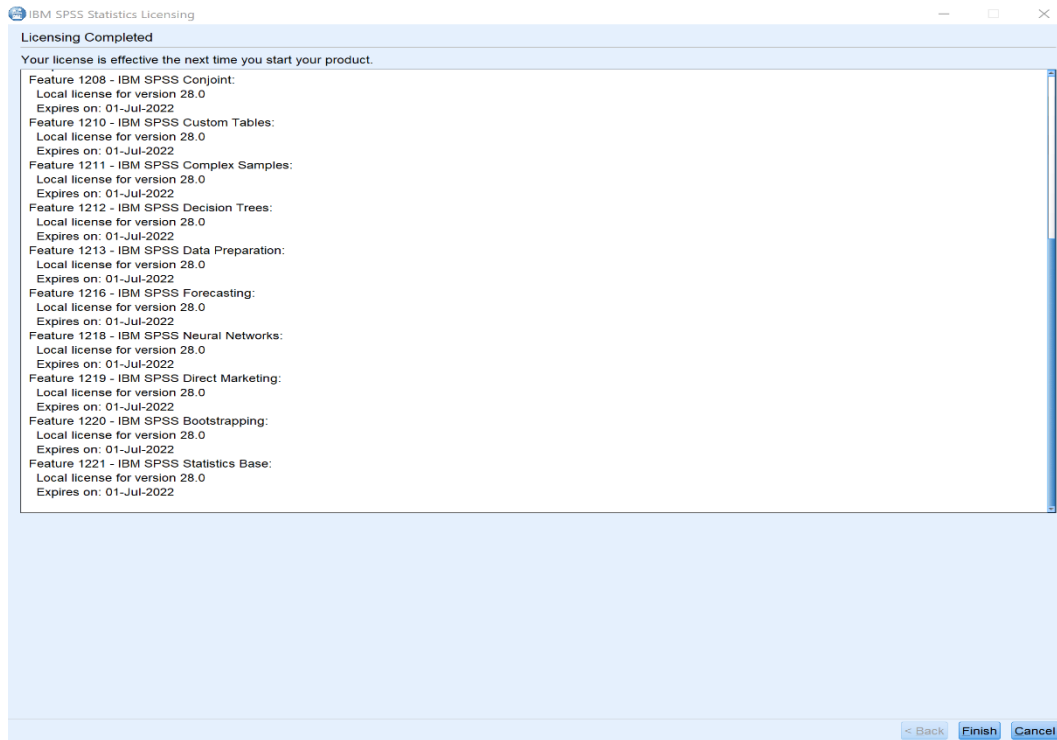 IBM SPSS Statistics Licensing
Licensing Completed
Your license is effective the next time you start your product.
Feature 1208 - IBM SPSS Conjoint:
Local license for version 28.0
Expires on: 01-Jul-2022
Feature 1210 - IBM SPSS Custom Tables:
Local license for version 28.0
Expires on: 01-Jul-2022
Feature 1211 - IBM SPSS Complex Samples:
Local license for version 28.0
Expires on: 01-Jul-2022
Feature 1212 - IBM SPSS Decision Trees:
Local license for version 28.0
Expires on: 01-Jul-2022
Feature 1213 - IBM SPSS Data Preparation:
Local license for version 28.0
Expires on: 01-Jul-2022
Feature 1216 - IBM SPSS Forecasting:
Local license for version 28.0
Expires on: 01-Jul-2022
Feature 1218 - IBM SPSS Neural Networks:
Local license for version 28.0
Expires on: 01-Jul-2022
Feature 1219 - IBM SPSS Direct Marketing:
Local license for version 28.0
Expires on: 01-Jul-2022
Feature 1220 - IBM SPSS Bootstrapping:
Local license for version 28.0
Expires on: 01-Jul-2022
Feature 1221 - IBM SPSS Statistics Base:
Local license for version 28.0
Expires on: 01-Jul-2022
< Back Finish Cancel